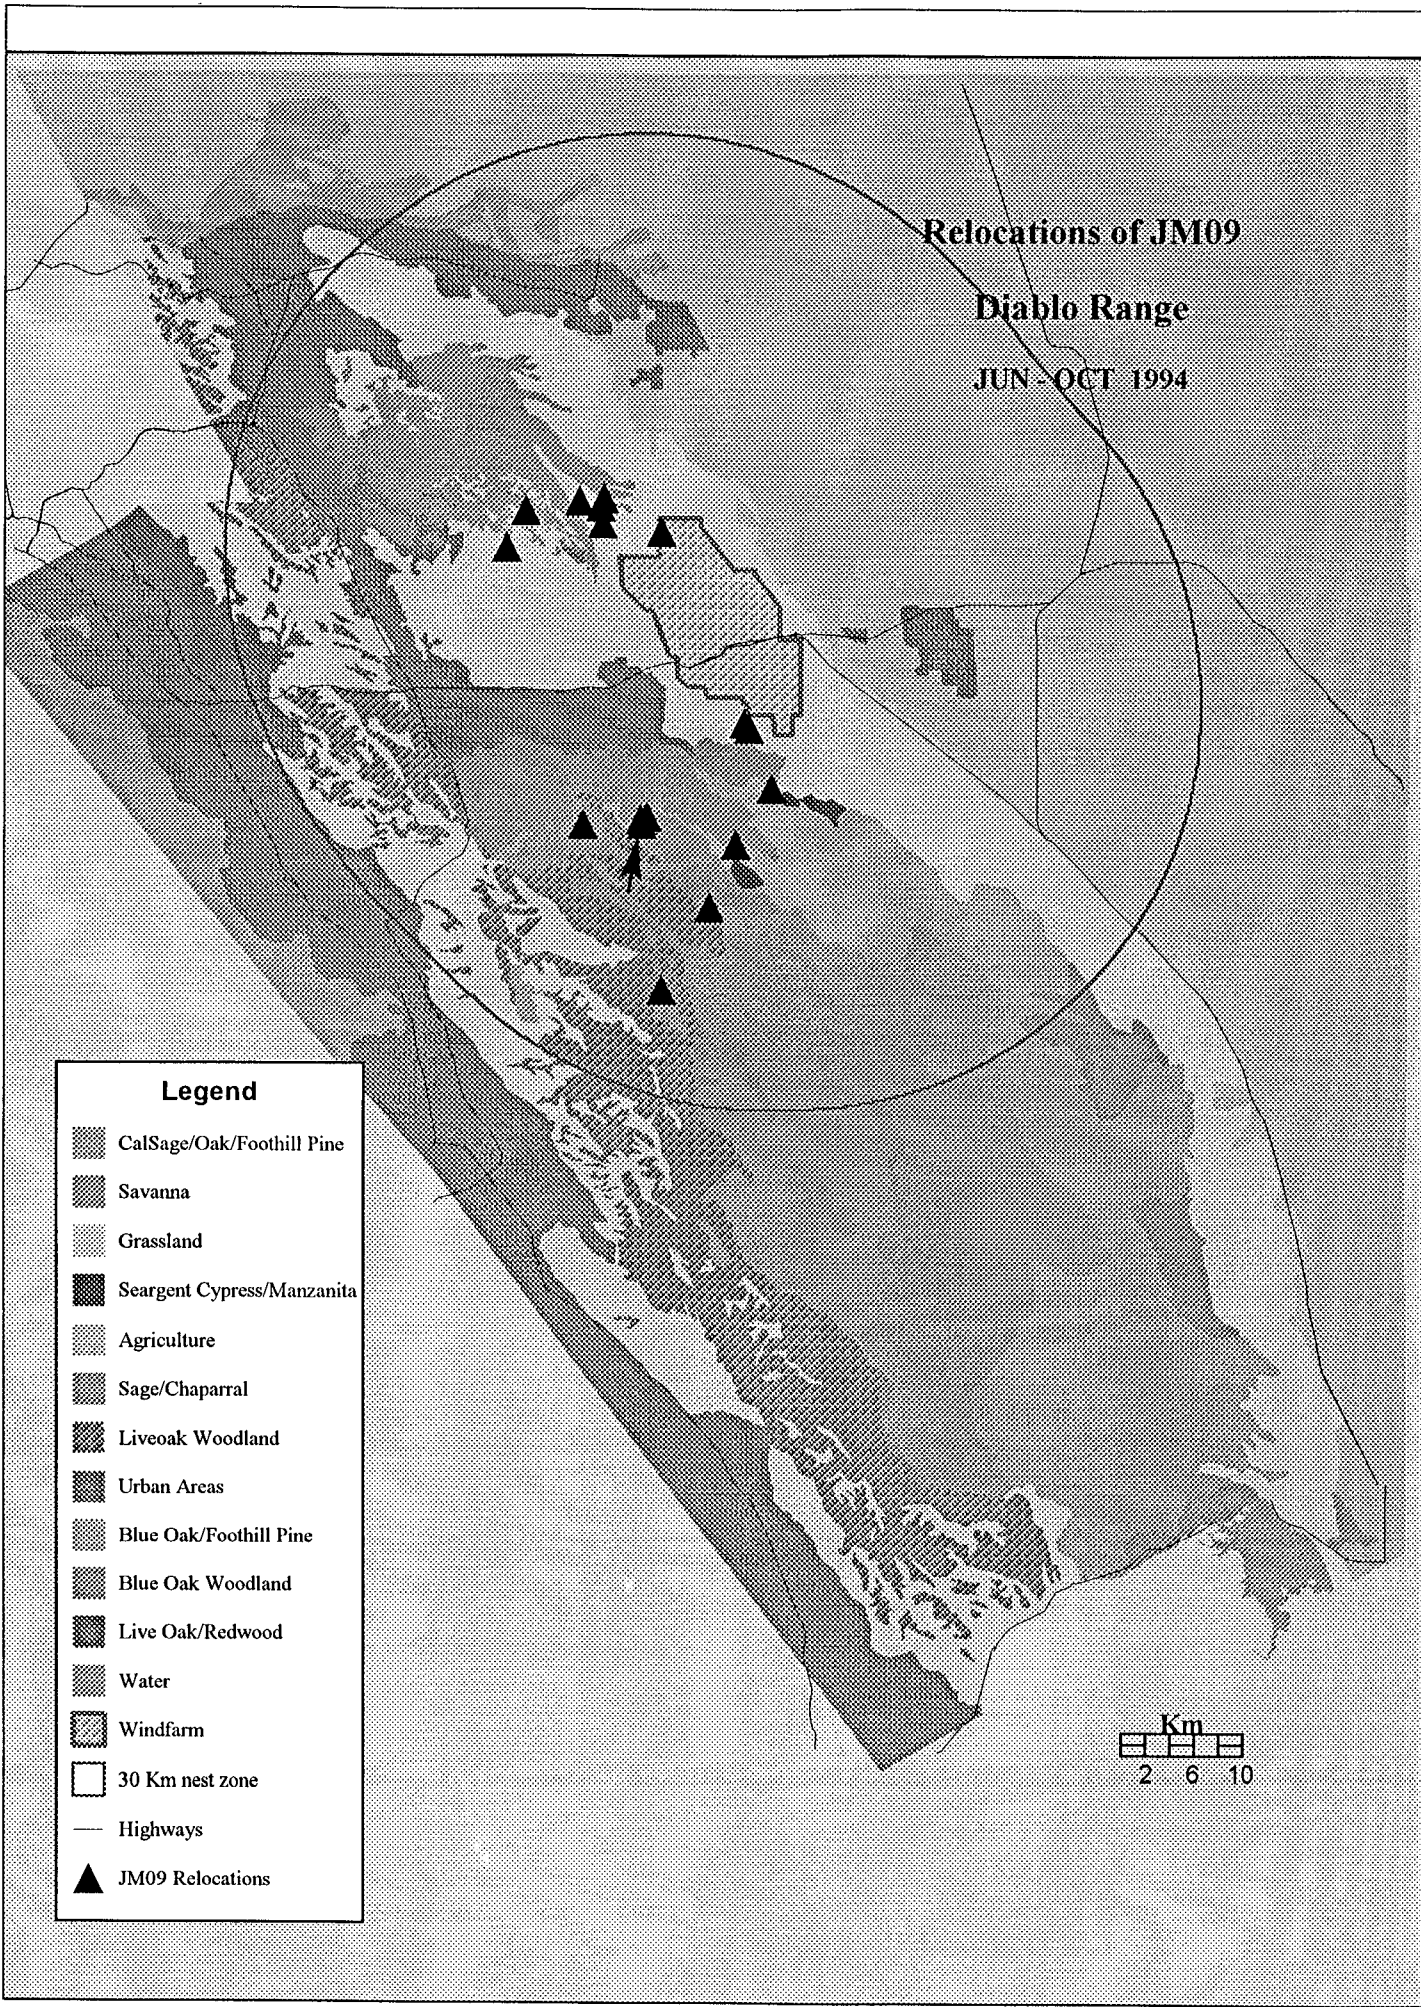 Relocations of JM09
Diablo Range
JUN - OCT 1994
Legend
CalSage/Oak/Foothill Pine
Savanna
Grassland
Seargent Cypress/Manzanita
Agriculture
Sage/Chaparral
Liveoak Woodland
Urban Areas
Blue Oak/Foothill Pine
Blue Oak Woodland
Live Oak/Redwood
Water
Windfarm
30 Km nest zone
Highways
JM09 Relocations
Km
2 6 10